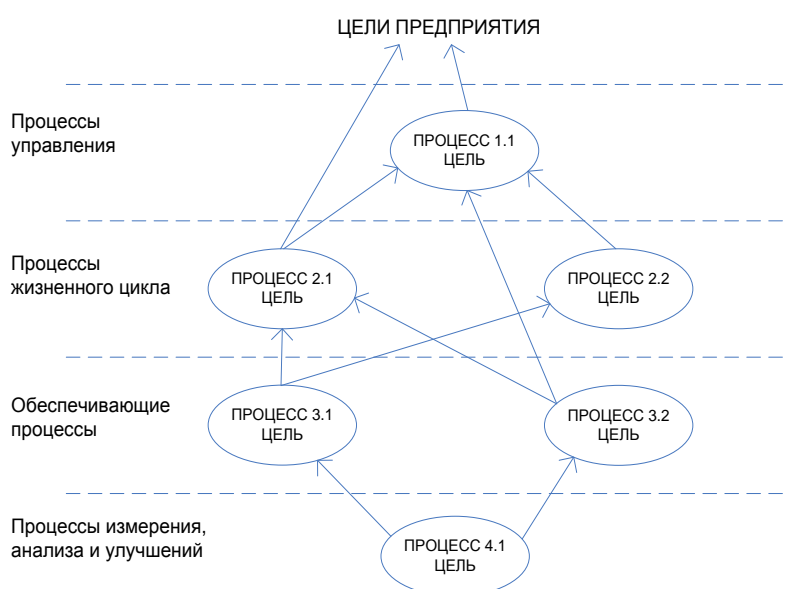 ЦЕЛИ ПРЕДПРИЯТИЯ
Процессы
управления
ПРОЦЕСС 1.1
ЦЕЛЬ
Процессы
жизненного цикла
ПРОЦЕСС 2.1
ЦЕЛЬ
ПРОЦЕСС 2.2
ЦЕЛЬ
Обеспечивающие
процессы
ПРОЦЕСС 3.1
ЦЕЛЬ
ПРОЦЕСС 3.2
ЦЕЛЬ
Процессы измерения,
анализа и улучшений
ПРОЦЕСС 4.1
ЦЕЛЬ